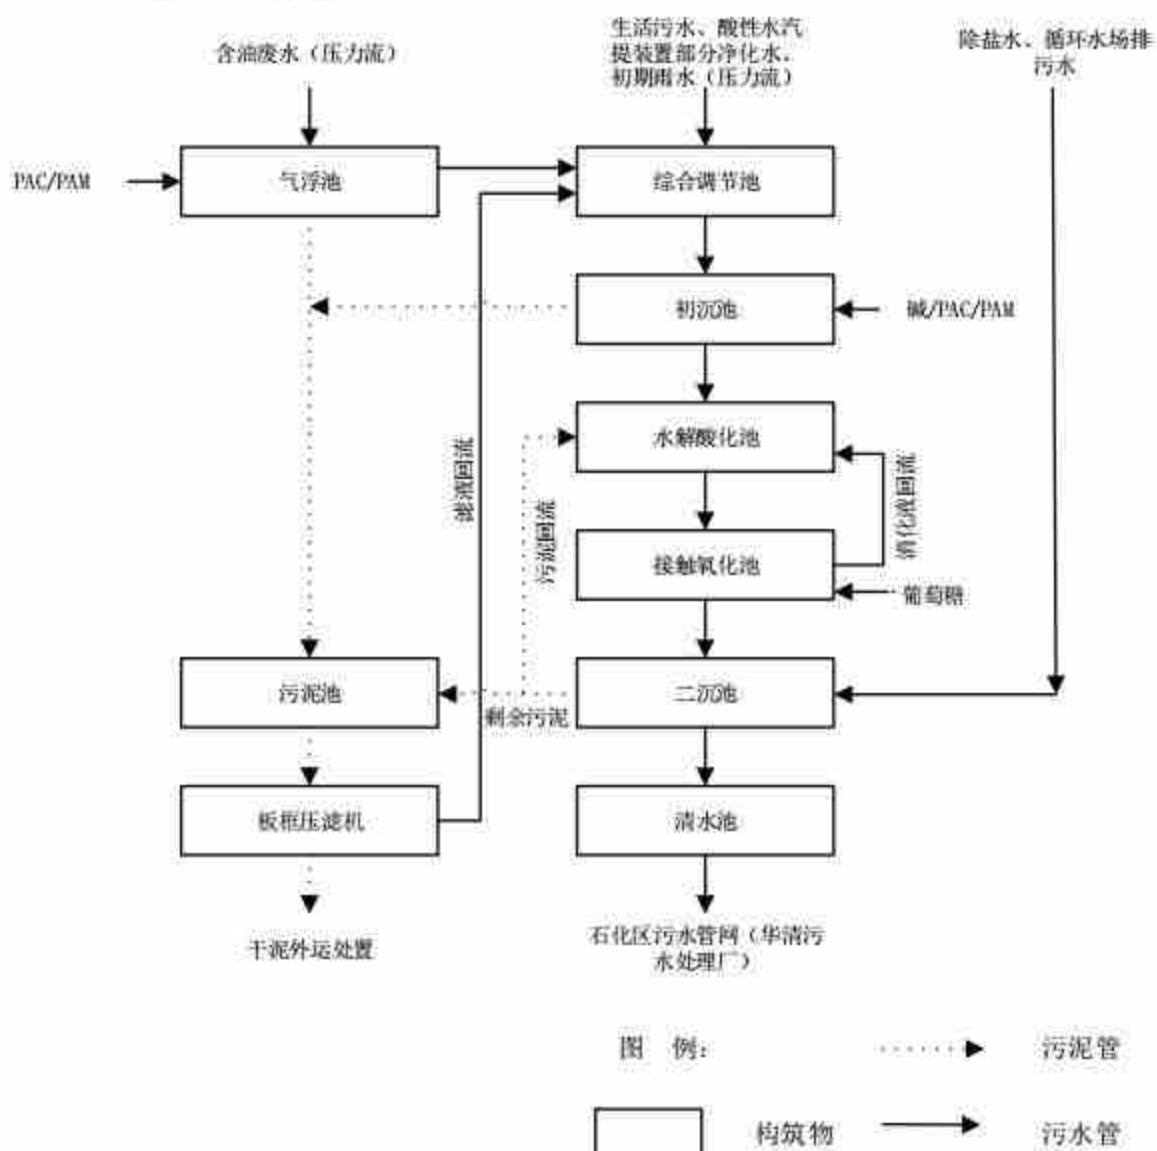 含油废水（压力流）
生活污水、酸性水汽
提装置部分净化水、
初期雨水（压力流）
除盐水、循环水场排
污水
PAC/PAM
气浮池
综合调节池
初沉池
碱/PAC/PAM
水解酸化池
滤液回流
污泥回流
消化液回流
接触氧化池
葡萄糖
污泥池
二沉池
剩余污泥
板框压滤机
清水池
干泥外运处置
石化区污水管网（华清污
水处理厂）
图 例：
污泥管
构筑物
污水管